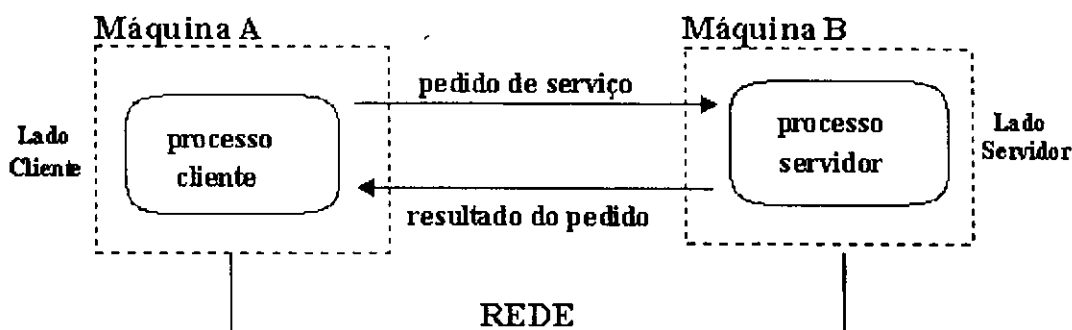 Máquina A
Máquina B
pedido de serviço
Lado
Cliente
processo
cliente
processo
servidor
Lado
Servidor
resultado do pedido
REDE